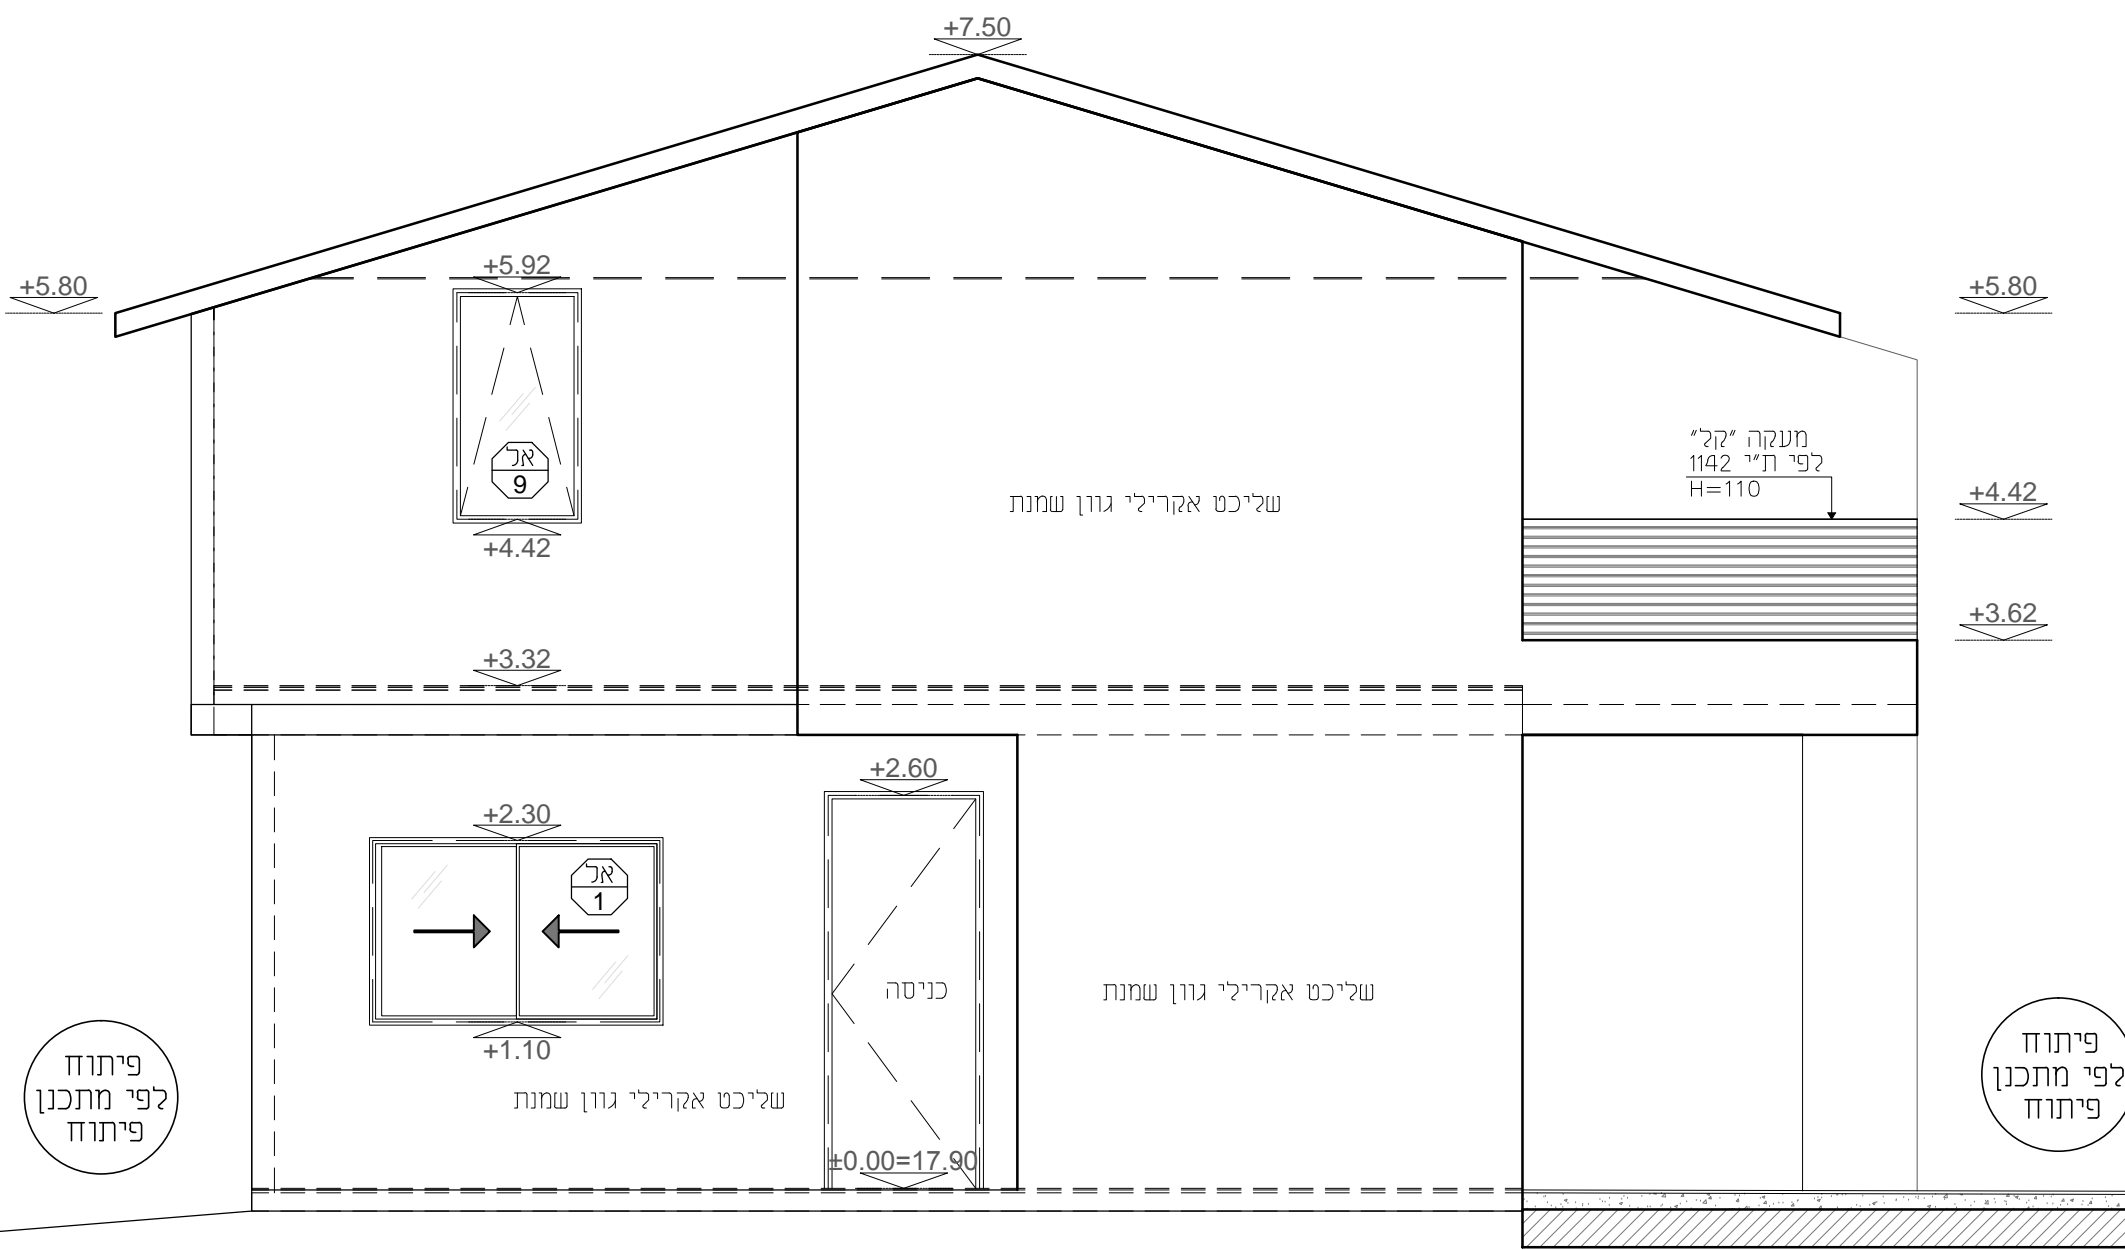 +7.50
+5.92
+5.80
+5.80
מעקה "קל"
לפי ת"י 1142
H=110
אל
9
שליכט אקרילי גוון שמנת
+4.42
+4.42
+3.62
+3.32
+2.60
+2.30
אל
1
כניסה
שליכט אקרילי גוון שמנת
+1.10
פיתוח
לפי מתכנן
פיתוח
פיתוח
לפי מתכנן
פיתוח
שליכט אקרילי גוון שמנת
±0.00=17.90